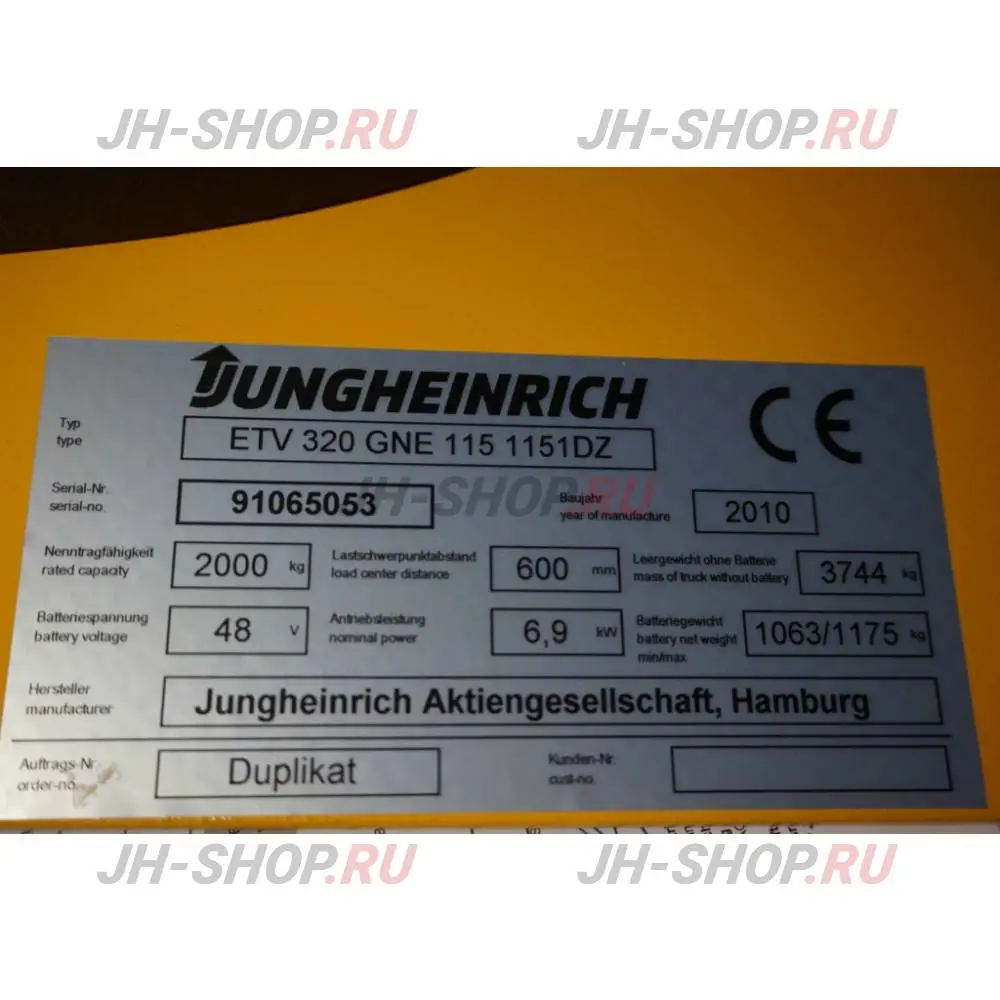 JH-SHOP.RU JH-SHOP.RU
JUNGHEINRICH
CE
Typ
type
ETV 320 GNE 115 1151DZ
JH-SHOP.RU
Serial-Nr.
serial-no.
91065053
Baujahr
year of manufacture
2010
Nenntragfähigkeit
rated capacity
2000 kg
Lastschwerpunktabstand
load center distance
600 mm
Leergewicht ohne Batterie
mass of truck without battery
3744 kg
Batteriespannung
battery voltage
48 V
Antriebsleistung
nominal power
6,9 kW
Batteriegewicht
battery net weight
min/max
1063/1175 kg
Hersteller
manufacturer
Jungheinrich Aktiengesellschaft, Hamburg
Auftrags-Nr.
order-no.
Duplikat
Kunden-Nr.
cust-no.
JH-SHOP.RU JH-SHOP.RU